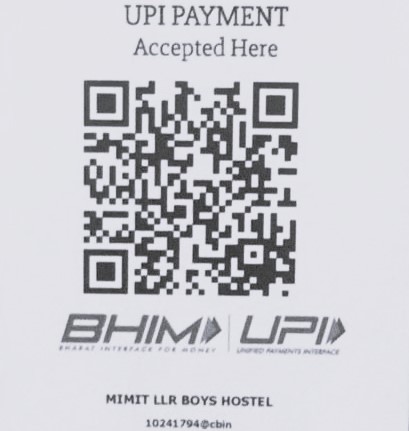 UPI PAYMENT
Accepted Here
BHIM UPI
BHARAT INTERFACE FOR MONEY UNIFIED PAYMENTS INTERFACE
MIMIT LLR BOYS HOSTEL
10241794@cbin